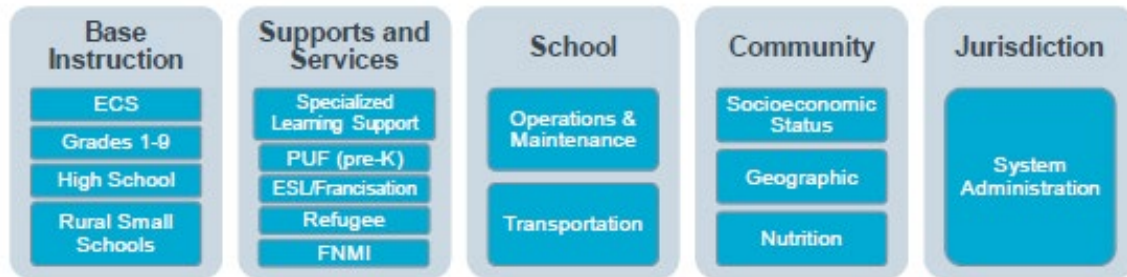 Base
Instruction
ECS
Grades 1-9
High School
Rural Small
Schools
Supports and
Services
Specialized
Learning Support
PUF (pre-K)
ESL/Francisation
Refugee
FNMI
School
Operations &
Maintenance
Transportation
Community
Socioeconomic
Status
Geographic
Nutrition
Jurisdiction
System
Administration